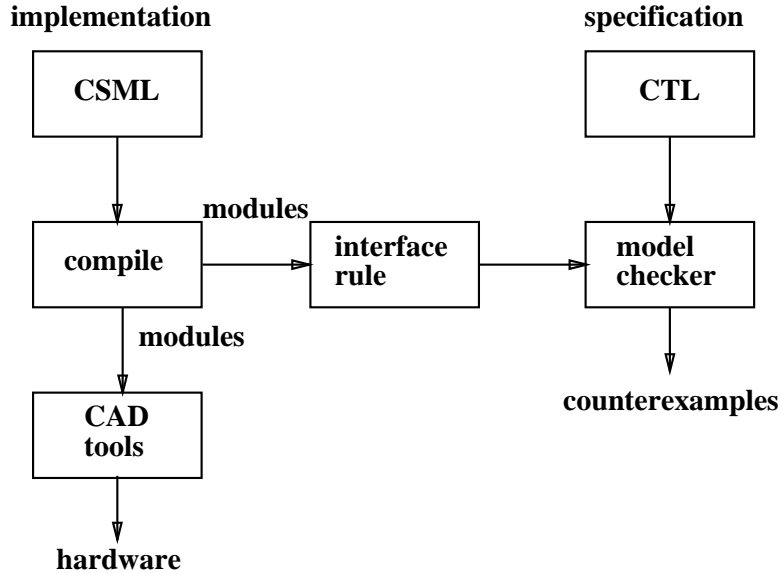 implementation
specification
CSML
CTL
modules
compile
interface
rule
model
checker
modules
counterexamples
CAD
tools
hardware